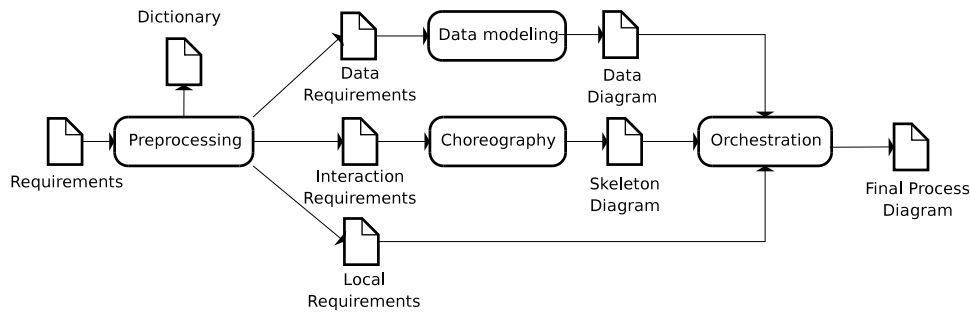 Dictionary
Data modeling
Data
Requirements
Data
Diagram
Preprocessing
Choreography
Orchestration
Requirements
Interaction
Requirements
Skeleton
Diagram
Final Process
Diagram
Local
Requirements